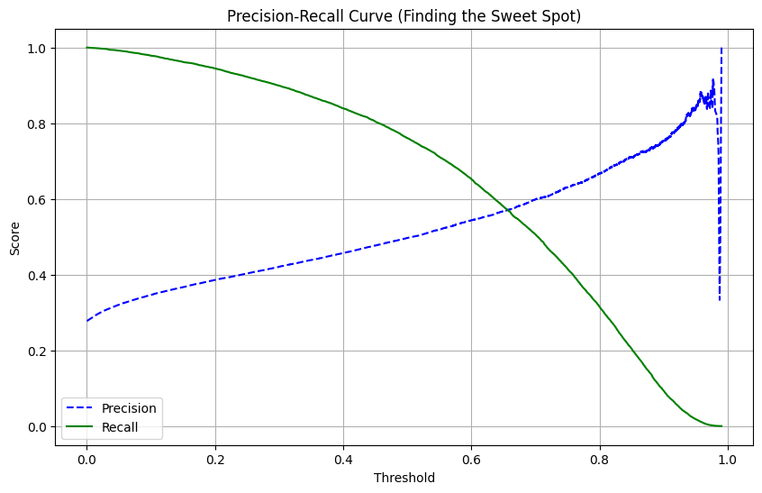 Precision-Recall Curve (Finding the Sweet Spot)
1.0
0.8
0.6
0.4
0.2
0.0
Score
Precision
Recall
0.0 0.2 0.4 0.6 0.8 1.0
Threshold